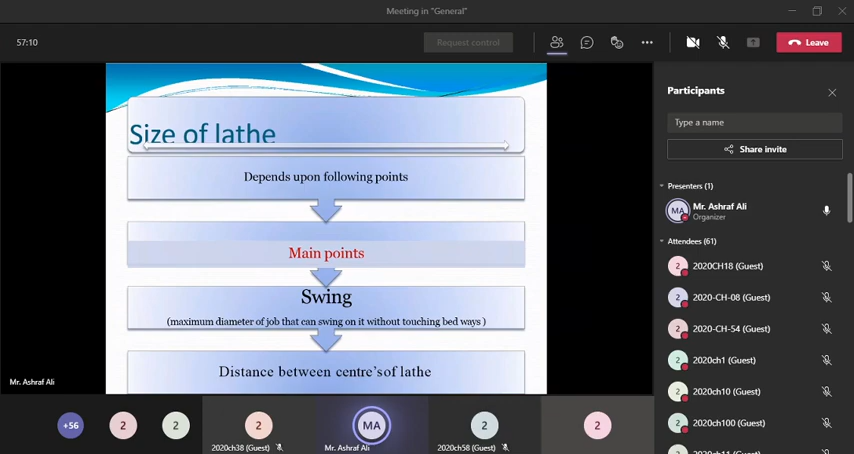 Meeting in "General"
57:10
Request control
Leave
Size of lathe
Depends upon following points
Main points
Swing
(maximum diameter of job that can swing on it without touching bed ways )
Distance between centre's of lathe
Mr. Ashraf Ali
Participants
Type a name
Share invite
Presenters (1)
MA
Mr. Ashraf Ali
Organizer
Attendees (61)
2
2020CH18 (Guest)
2
2020-CH-08 (Guest)
2
2020-CH-54 (Guest)
2
2020ch1 (Guest)
2
2020ch10 (Guest)
2
2020ch100 (Guest)
2020ch11 (Guest)
+56
2
2
2
2020ch38 (Guest)
MA
Mr. Ashraf Ali
2
2020ch58 (Guest)
2